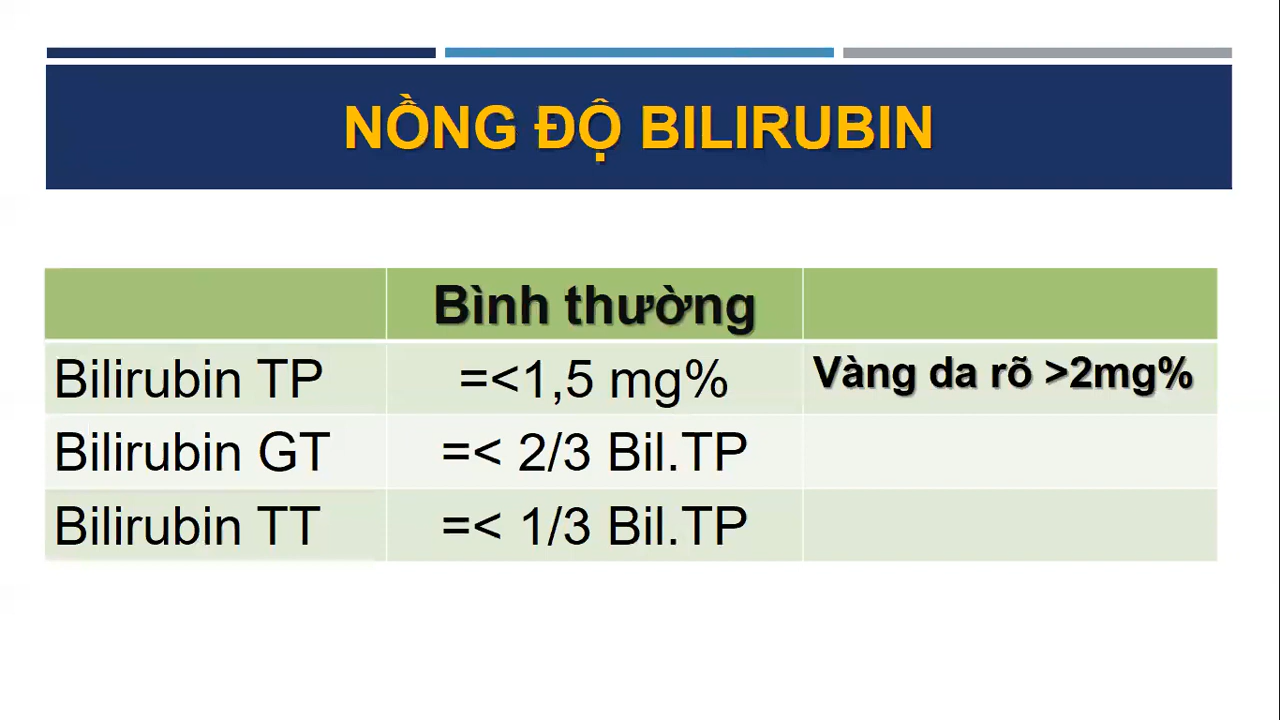 NỒNG ĐỘ BILIRUBIN
Bình thường
Bilirubin TP =<1,5 mg% Vàng da rõ >2mg%
Bilirubin GT =< 2/3 Bil.TP
Bilirubin TT =< 1/3 Bil.TP